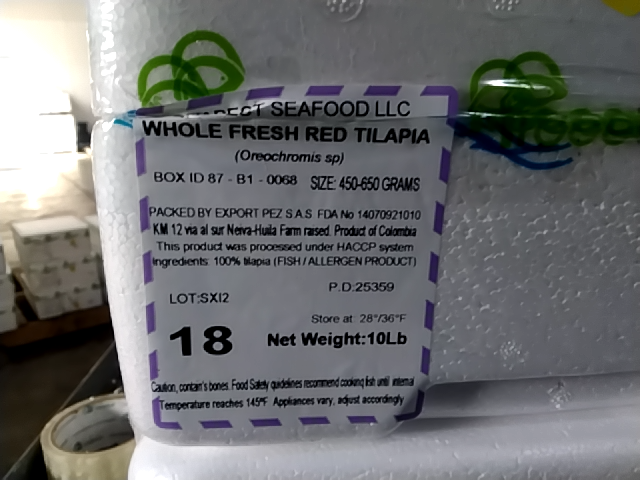 SEAFOOD LLC
WHOLE FRESH RED TILAPIA
(Oreochromis sp)
BOX ID 87 - B1 - 0068 SIZE: 450-650 GRAMS
PACKED BY EXPORT PEZ S.A.S FDA No 14070921010
KM 12 via al sur Neiva-Huila Farm raised. Product of Colombia
This product was processed under HACCP system
Ingredients: 100% tilapia (FISH / ALLERGEN PRODUCT)
P.D:25359
LOT:SXI2
Store at: 28°/36°F
18 Net Weight:10Lb
Caution, contain's bones. Food Safety guidelines recommend cooking fish until internal
Temperature reaches 145°F. Appliances vary, adjust accordingly